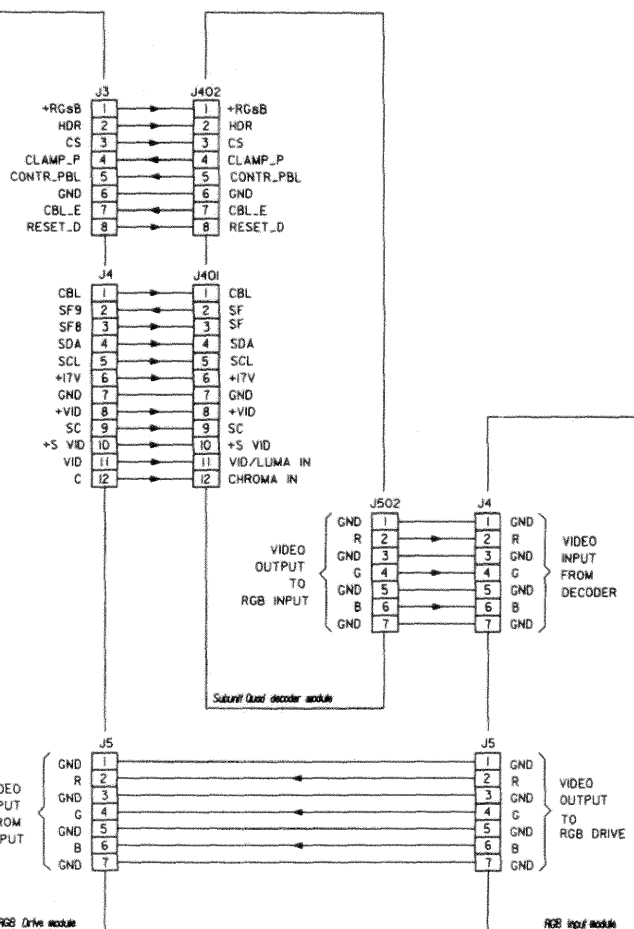 J3 J402
+RGsB 1 1 +RGsB
HDR 2 2 HDR
CS 3 3 CS
CLAMP_P 4 4 CLAMP_P
CONTR_PBL 5 5 CONTR_PBL
GND 6 6 GND
CBL_E 7 7 CBL_E
RESET_D 8 8 RESET_D
J4 J401
CBL 1 1 CBL
SF9 2 2 SF
SF8 3 3 SF
SDA 4 4 SDA
SCL 5 5 SCL
+17V 6 6 +17V
GND 7 7 GND
+VID 8 8 +VID
SC 9 9 SC
+S VID 10 10 +S VID
VID 11 11 VID/LUMA IN
C 12 12 CHROMA IN
J502 J4
VIDEO
OUTPUT
TO
RGB INPUT
GND 1 1 GND
R 2 2 R
GND 3 3 GND
G 4 4 G
GND 5 5 GND
B 6 6 B
GND 7 7 GND
VIDEO
INPUT
FROM
DECODER
Subunit Quad decoder module
J5 J5
DEO
PUT
ROM
PUT
GND 1 1 GND
R 2 2 R
GND 3 3 GND
G 4 4 G
GND 5 5 GND
B 6 6 B
GND 7 7 GND
VIDEO
OUTPUT
TO
RGB DRIVE
RGB Drive module
RGB input module